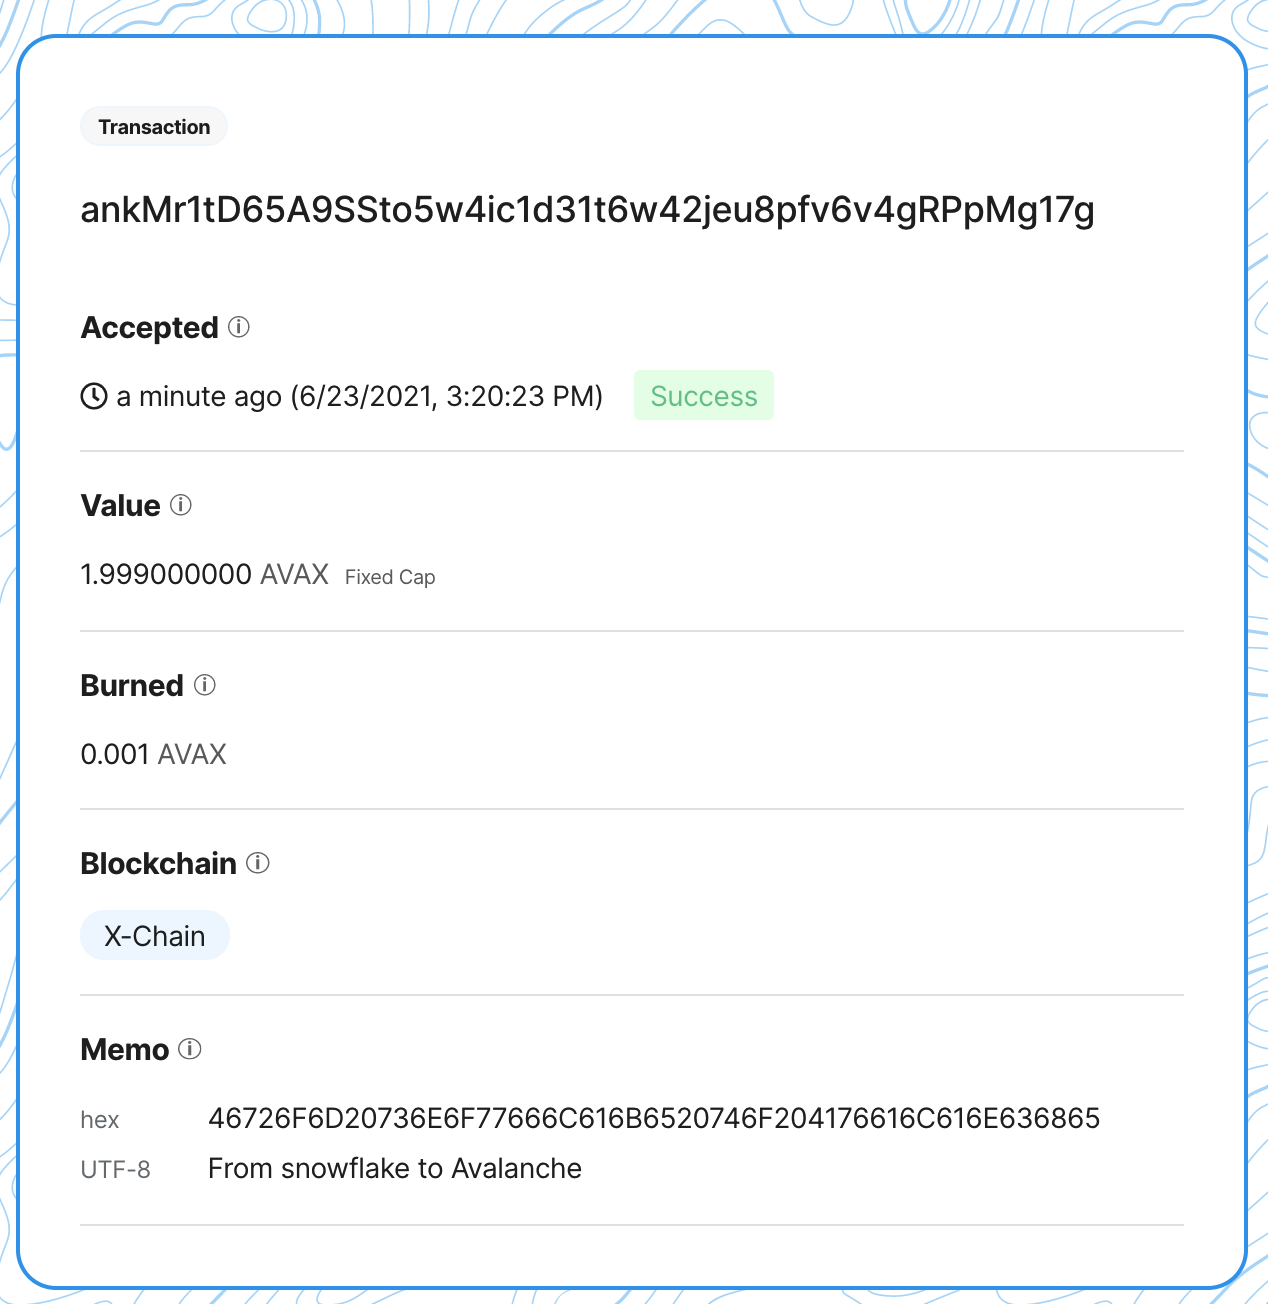 Transaction
ankMr1tD65A9SSto5w4ic1d31t6w42jeu8pfv6v4gRPpMg17g
Accepted
a minute ago (6/23/2021, 3:20:23 PM) Success
Value
1.999000000 AVAX Fixed Cap
Burned
0.001 AVAX
Blockchain
X-Chain
Memo
hex 46726F6D20736E6F77666C616B6520746F204176616C616E636865
UTF-8 From snowflake to Avalanche